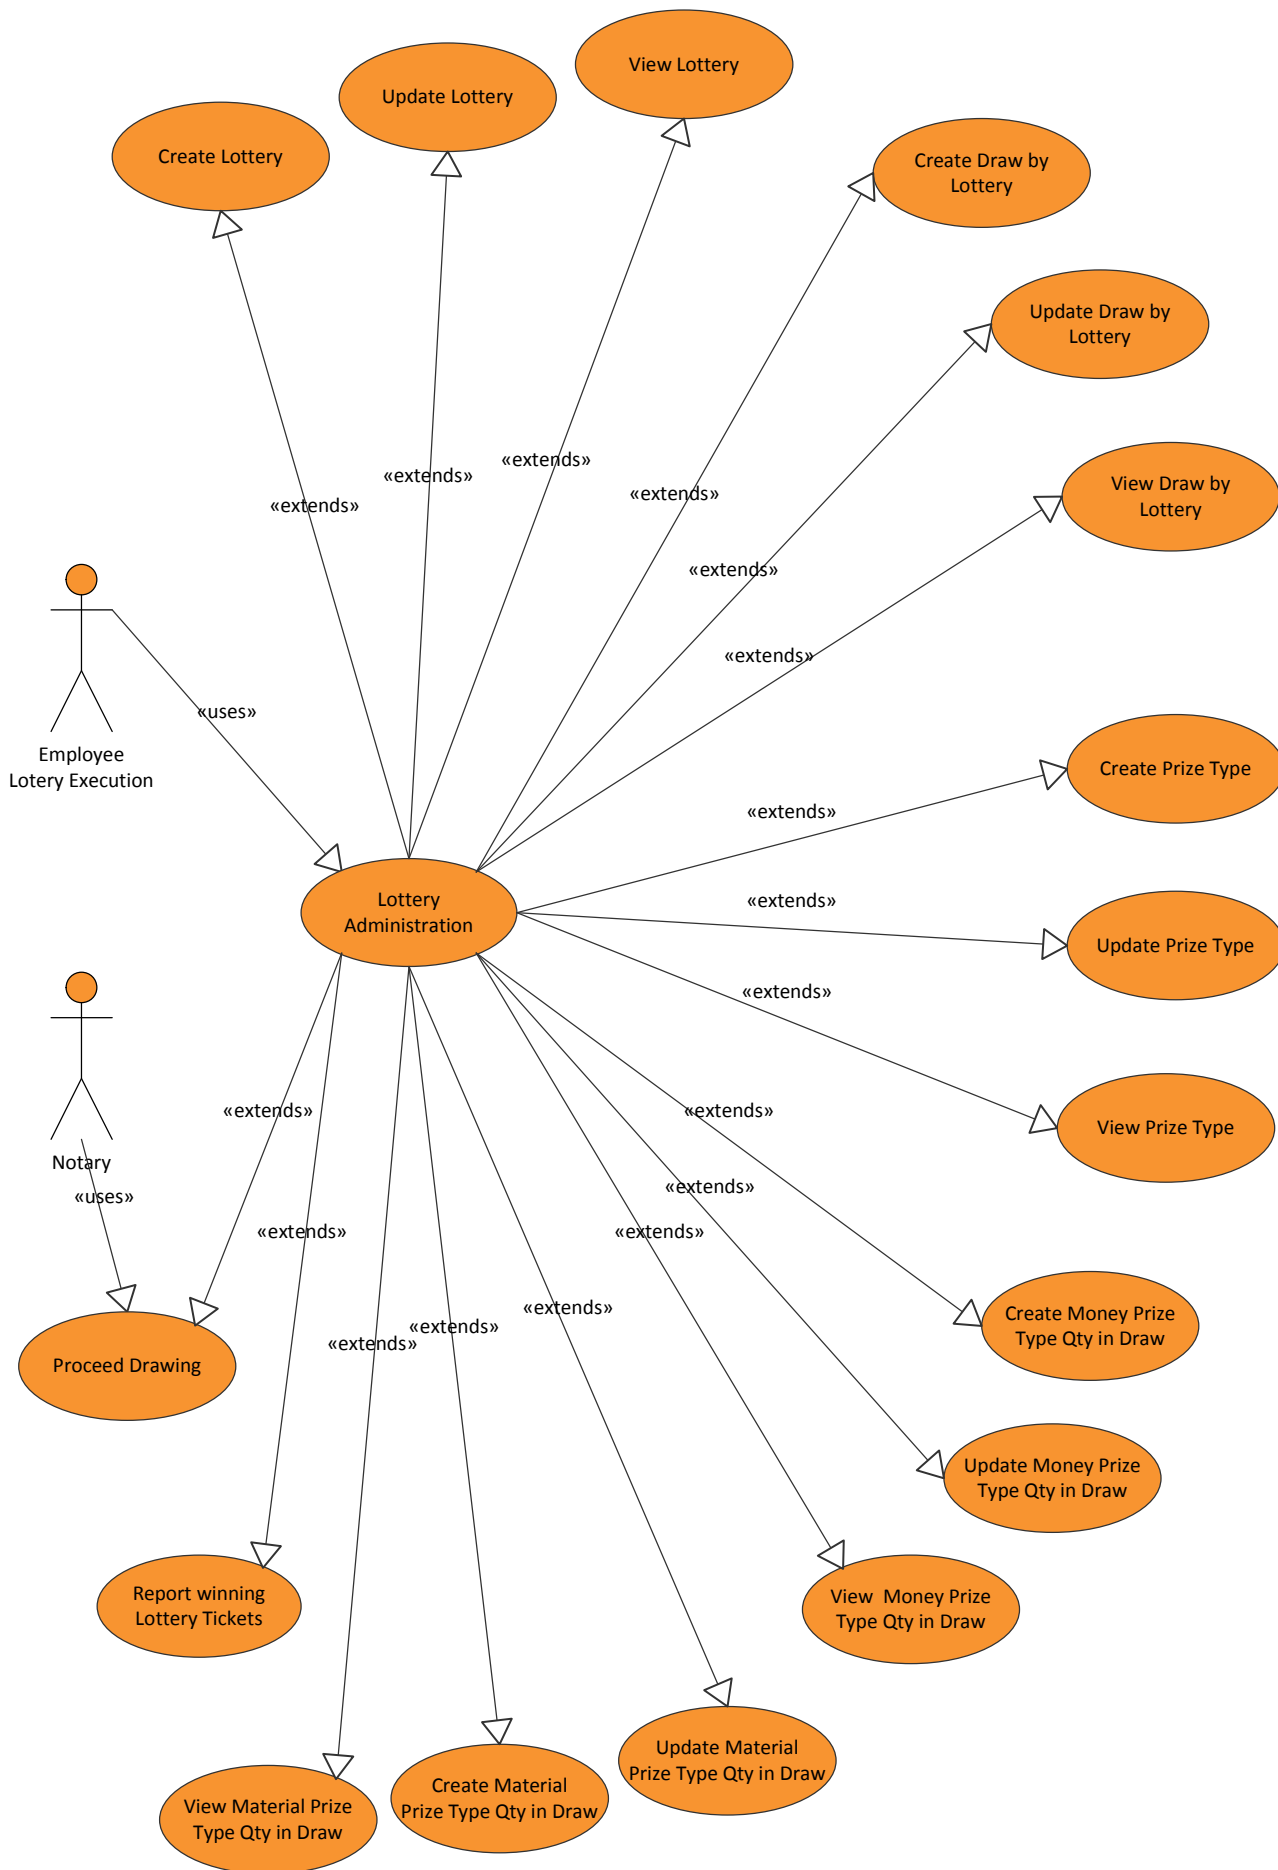 View Lottery
Update Lottery
Create Lottery
Create Draw by
Lottery
Update Draw by
Lottery
«extends»
«extends»
View Draw by
Lottery
«extends»
«extends»
«extends»
«extends»
«uses»
Employee
Lotery Execution
Create Prize Type
«extends»
Lottery
Administration
«extends»
Update Prize Type
«extends»
«extends»
«extends»
View Prize Type
Notary
«uses»
«extends»
«extends»
«extends»
«extends»
«extends»
«extends»
Create Money Prize
Type Qty in Draw
Proceed Drawing
Update Money Prize
Type Qty in Draw
Report winning
Lottery Tickets
View  Money Prize
Type Qty in Draw
Update Material
Prize Type Qty in Draw
Create Material
Prize Type Qty in Draw
View Material Prize
Type Qty in Draw